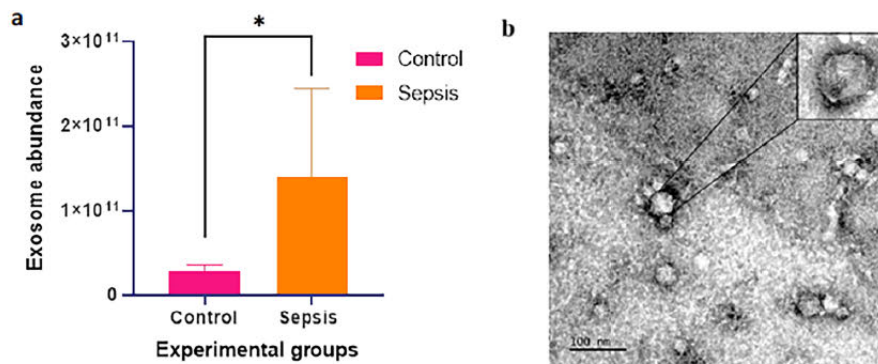 a
*
3×10¹¹
2×10¹¹
1×10¹¹
0
Exosome abundance
Control
Sepsis
Control Sepsis
Experimental groups
b
100 nm